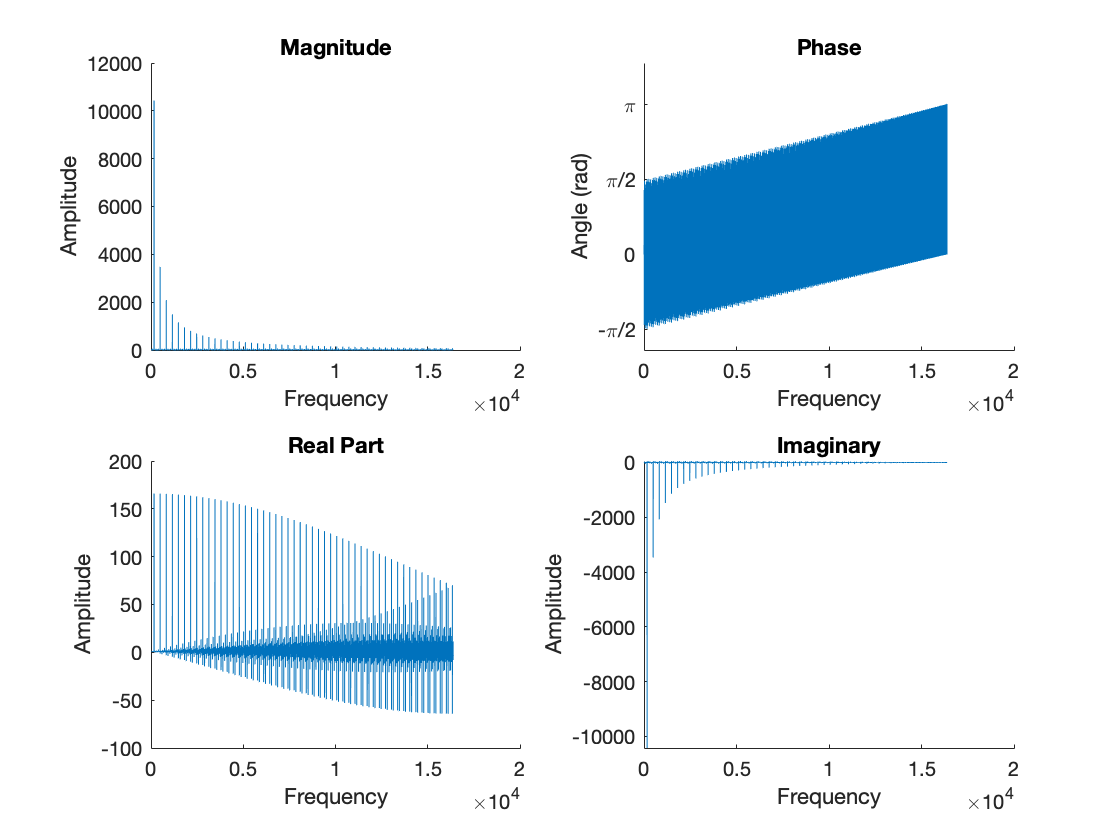 Magnitude
12000
10000
8000
6000
4000
2000
0
Amplitude
0 0.5 1 1.5 2
Frequency
×10^4
Phase
π
π/2
0
-π/2
Angle (rad)
0 0.5 1 1.5 2
Frequency
×10^4
Real Part
200
150
100
50
0
-50
-100
Amplitude
0 0.5 1 1.5 2
Frequency
×10^4
Imaginary
0
-2000
-4000
-6000
-8000
-10000
Amplitude
0 0.5 1 1.5 2
Frequency
×10^4